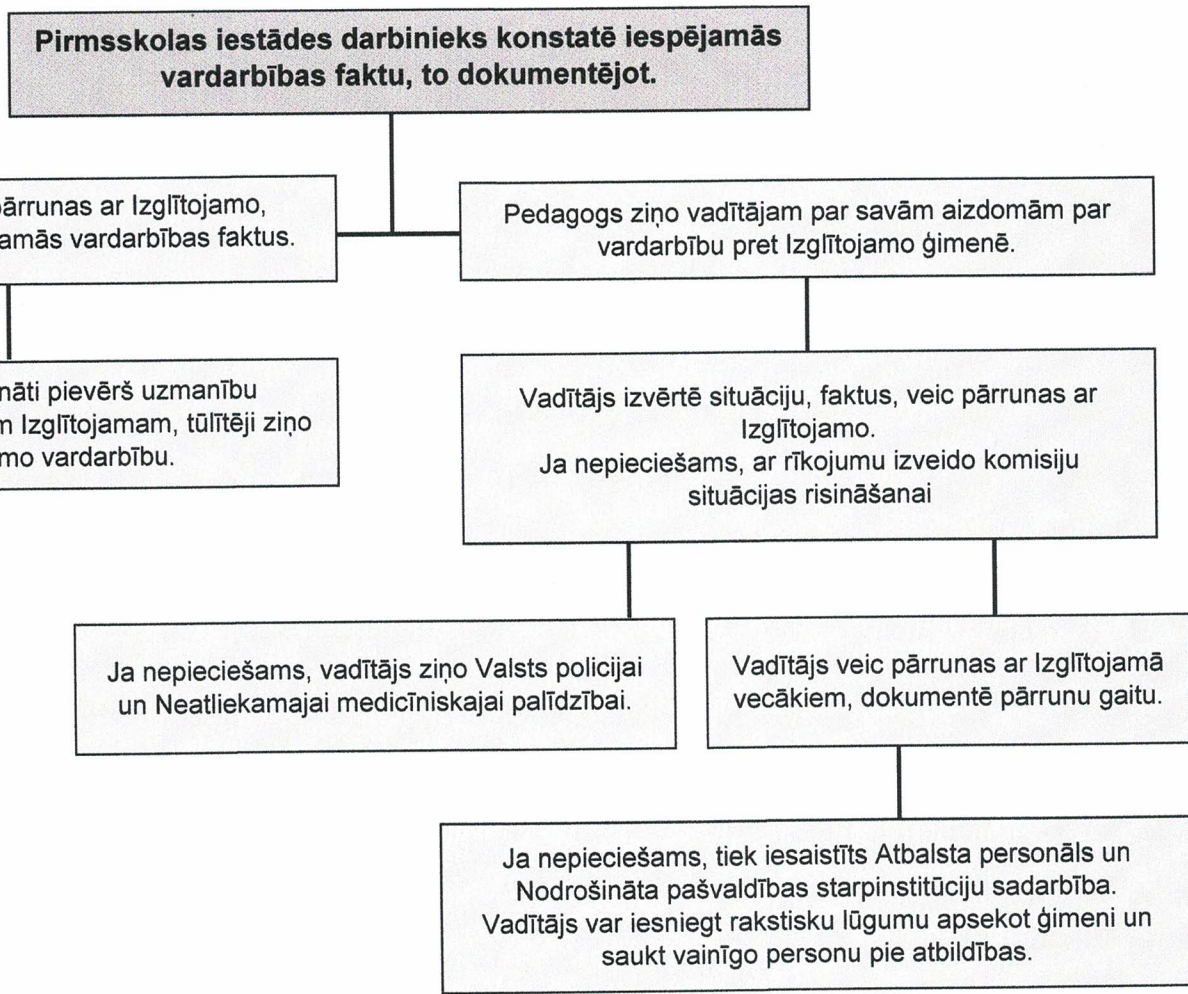 Pirmsskolas iestādes darbinieks konstatē iespējamās
vardarbības faktu, to dokumentējot.
pārrunas ar Izglītojamo,
vardarbības faktus.
Pedagogs ziņo vadītājam par savām aizdomām par
vardarbību pret Izglītojamo ģimenē.
pievērš uzmanību
Izglītojamam, tūlītēji ziņo
vardarbību.
Vadītājs izvērtē situāciju, faktus, veic pārrunas ar
Izglītojamo.
Ja nepieciešams, ar rīkojumu izveido komisiju
situācijas risināšanai
Ja nepieciešams, vadītājs ziņo Valsts policijai
un Neatliekamajai medicīniskajai palīdzībai.
Vadītājs veic pārrunas ar Izglītojamā
vecākiem, dokumentē pārrunu gaitu.
Ja nepieciešams, tiek iesaistīts Atbalsta personāls un
Nodrošināta pašvaldības starpinstitūciju sadarbība.
Vadītājs var iesniegt rakstisku lūgumu apsekot ģimeni un
saukt vainīgo personu pie atbildības.